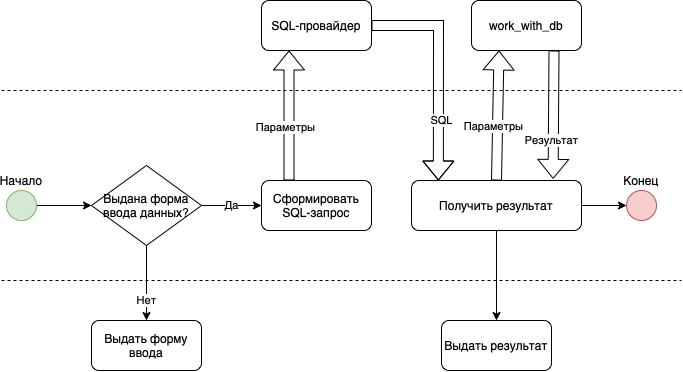 SQL-провайдер
work_with_db
Параметры
SQL
Параметры
Результат
Начало
Выдана форма
ввода данных?
Да
Сформировать
SQL-запрос
Получить результат
Конец
Нет
Выдать форму
ввода
Выдать результат